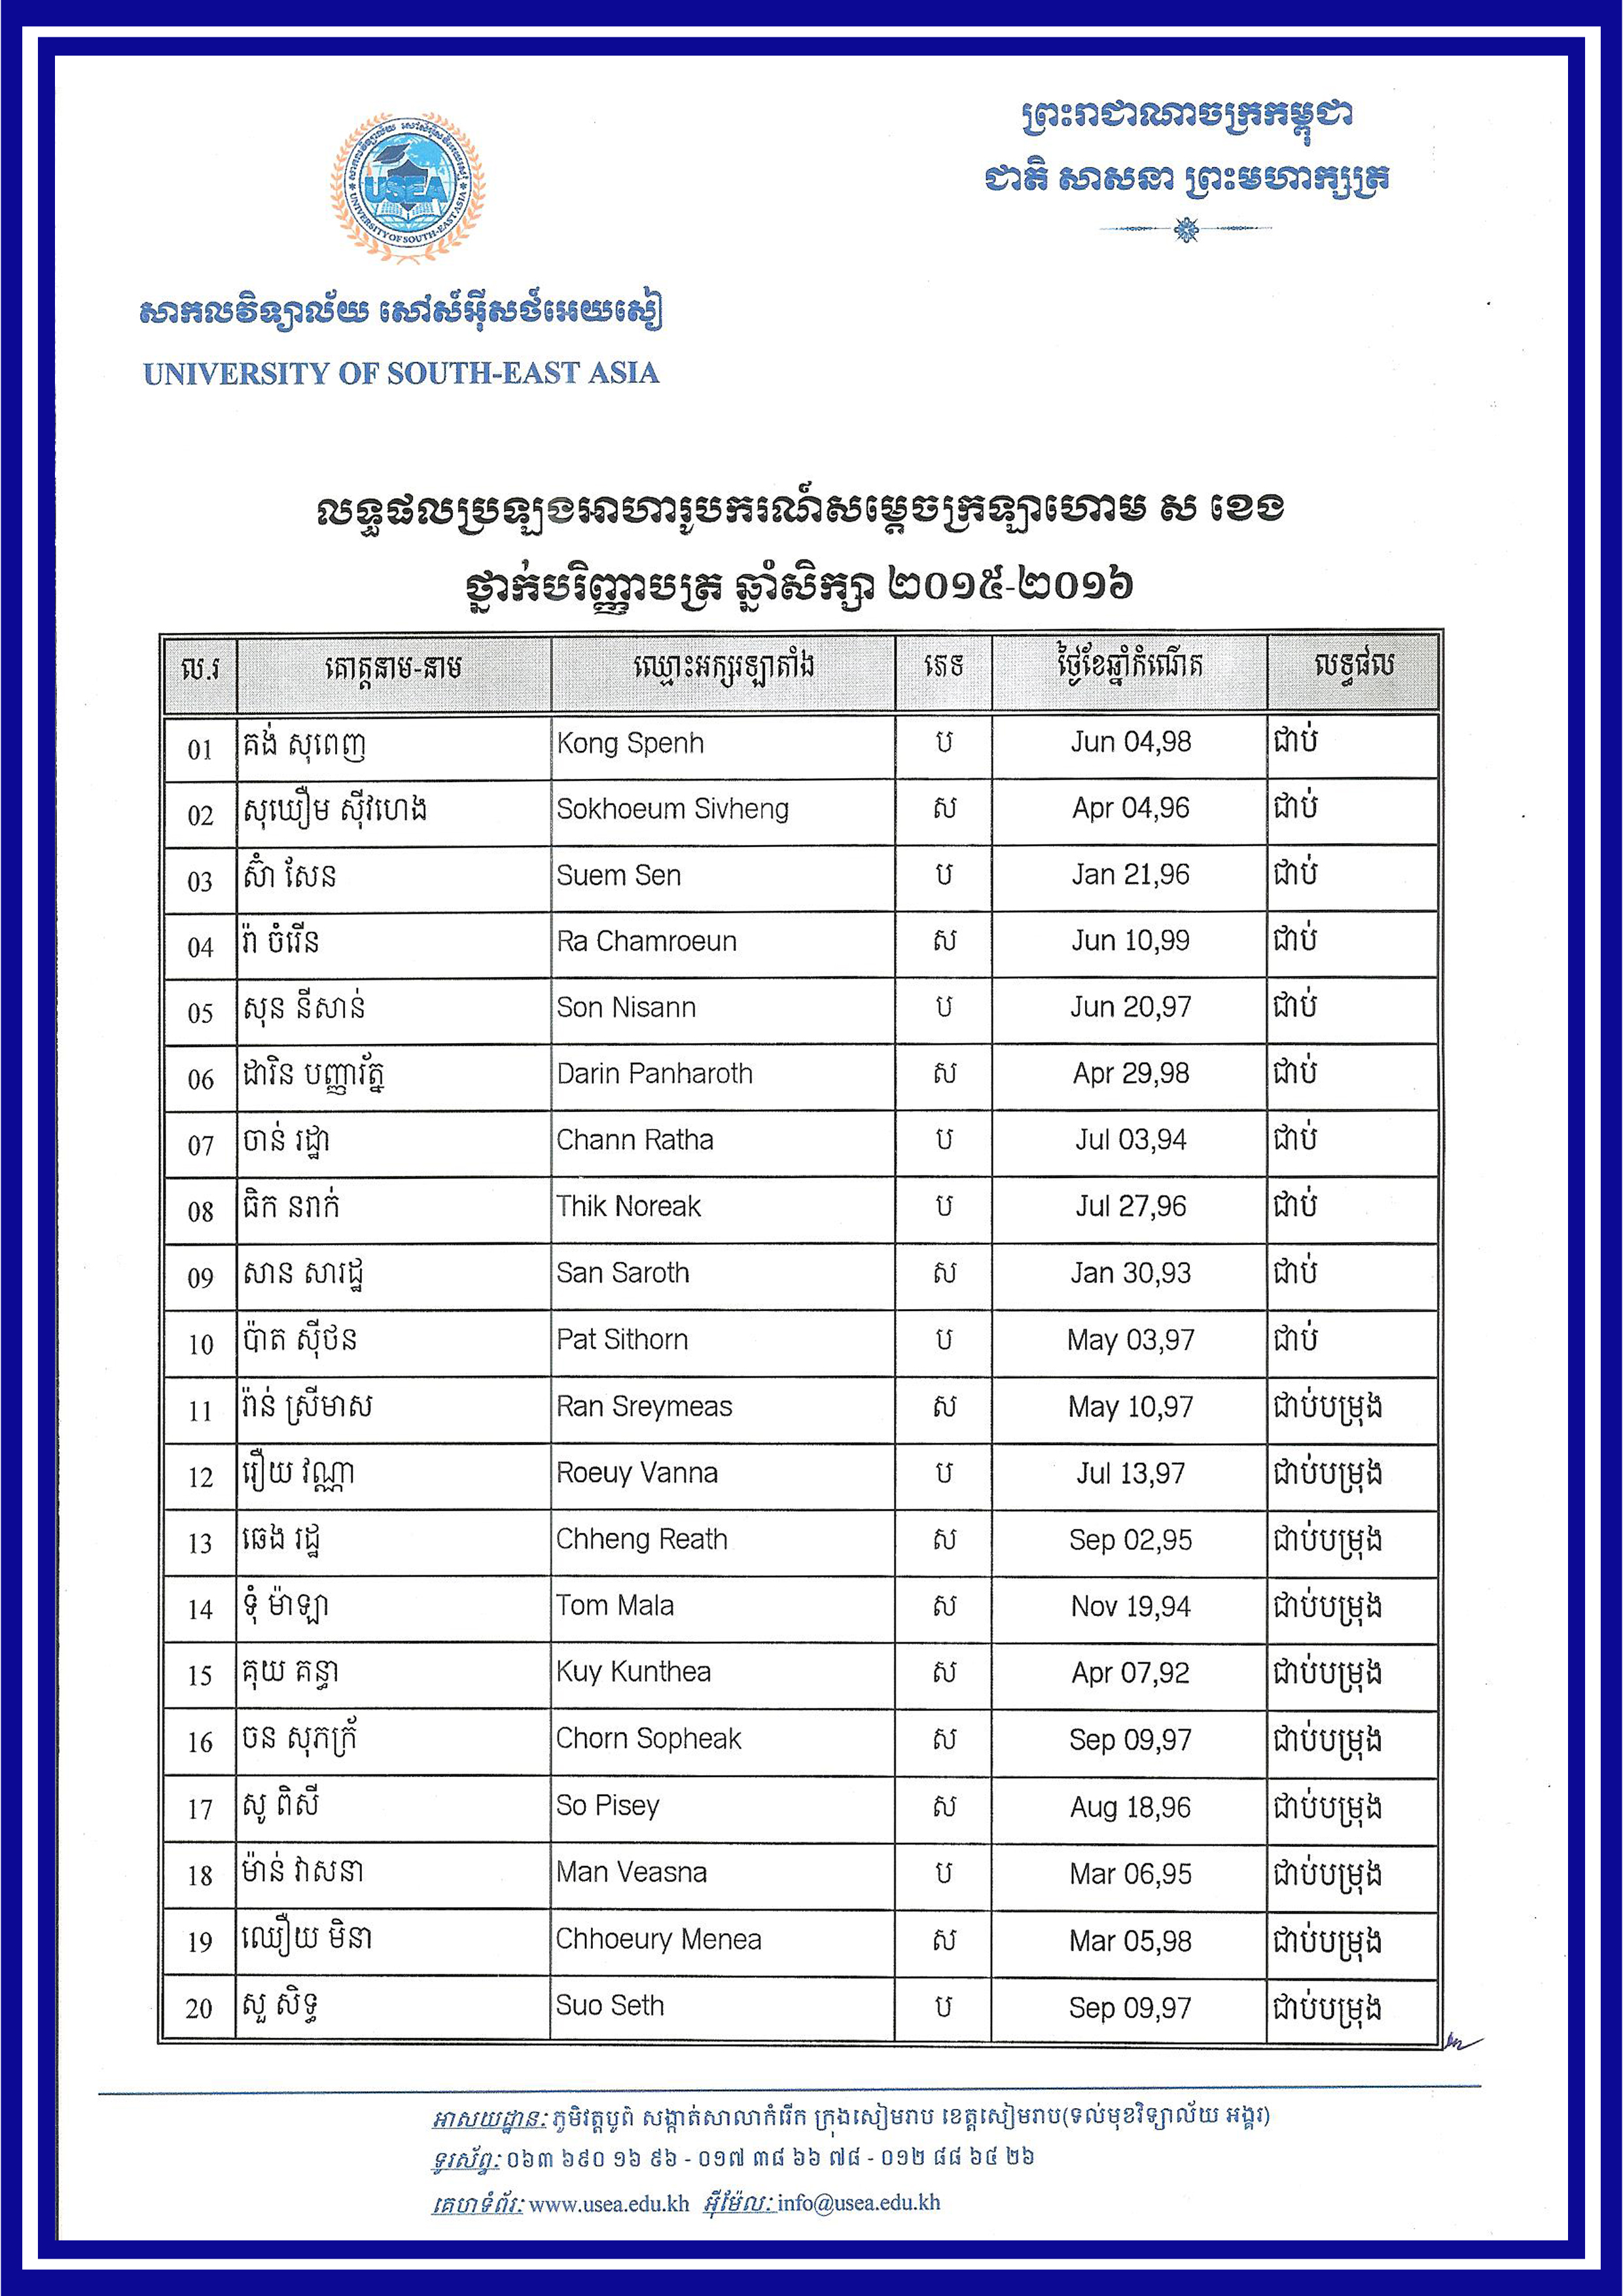 ព្រះរាជាណាចក្រកម្ពុជា
ជាតិ សាសនា ព្រះមហាក្សត្រ
សាកលវិទ្យាល័យ សៅស៍អ៊ីសថ៍អេយសៀ
USEA
UNIVERSITY OF SOUTH-EAST ASIA
UNIVERSITY OF SOUTH-EAST ASIA
លទ្ធផលប្រឡងអាហារូបករណ៍សម្តេចក្រឡាហោម ស ខេង
ថ្នាក់បរិញ្ញាបត្រ ឆ្នាំសិក្សា ២០១៥-២០១៦
ល.រ គោត្តនាម-នាម ឈ្មោះអក្សរឡាតាំង ភេទ ថ្ងៃខែឆ្នាំកំណើត លទ្ធផល
01 គង់ សុពេញ Kong Spenh ប Jun 04,98 ជាប់
02 សុឃឿម ស៊ីវហេង Sokhoeum Sivheng ស Apr 04,96 ជាប់
03 ស៊ាំ សែន Suem Sen ប Jan 21,96 ជាប់
04 រ៉ា ចំរើន Ra Chamroeun ស Jun 10,99 ជាប់
05 សុន នីសាន់ Son Nisann ប Jun 20,97 ជាប់
06 ដារិន បញ្ញារ័ត្ន Darin Panharoth ស Apr 29,98 ជាប់
07 ចាន់ រដ្ឋា Chann Ratha ប Jul 03,94 ជាប់
08 ធិក នរាក់ Thik Noreak ប Jul 27,96 ជាប់
09 សាន សារដ្ឋ San Saroth ស Jan 30,93 ជាប់
10 ប៉ាត ស៊ីថន Pat Sithorn ប May 03,97 ជាប់
11 រ៉ាន់ ស្រីមាស Ran Sreymeas ស May 10,97 ជាប់បម្រុង
12 រឿយ វណ្ណា Roeuy Vanna ប Jul 13,97 ជាប់បម្រុង
13 ឆេង រដ្ឋ Chheng Reath ស Sep 02,95 ជាប់បម្រុង
14 ទុំ ម៉ាឡា Tom Mala ស Nov 19,94 ជាប់បម្រុង
15 គុយ គន្ធា Kuy Kunthea ស Apr 07,92 ជាប់បម្រុង
16 ចន សុភក្រ័ Chorn Sopheak ស Sep 09,97 ជាប់បម្រុង
17 សូ ពិសី So Pisey ស Aug 18,96 ជាប់បម្រុង
18 ម៉ាន់ វាសនា Man Veasna ប Mar 06,95 ជាប់បម្រុង
19 ឈឿយ មិនា Chhoeury Menea ស Mar 05,98 ជាប់បម្រុង
20 សួ សិទ្ធ Suo Seth ប Sep 09,97 ជាប់បម្រុង
អាសយដ្ឋាន: ភូមិវត្តបូព៌ សង្កាត់សាលាកំរើក ក្រុងសៀមរាប ខេត្តសៀមរាប(ទល់មុខវិទ្យាល័យ អង្គរ)
ទូរស័ព្ទ: ០៦៣ ៦៩០ ១៦ ៩៦ - ០១៧ ៣៨ ៦៦ ៧៨ - ០១២ ៨៨ ៦៤ ២៦
គេហទំព័រ: www.usea.edu.kh អ៊ីម៉ែល: info@usea.edu.kh